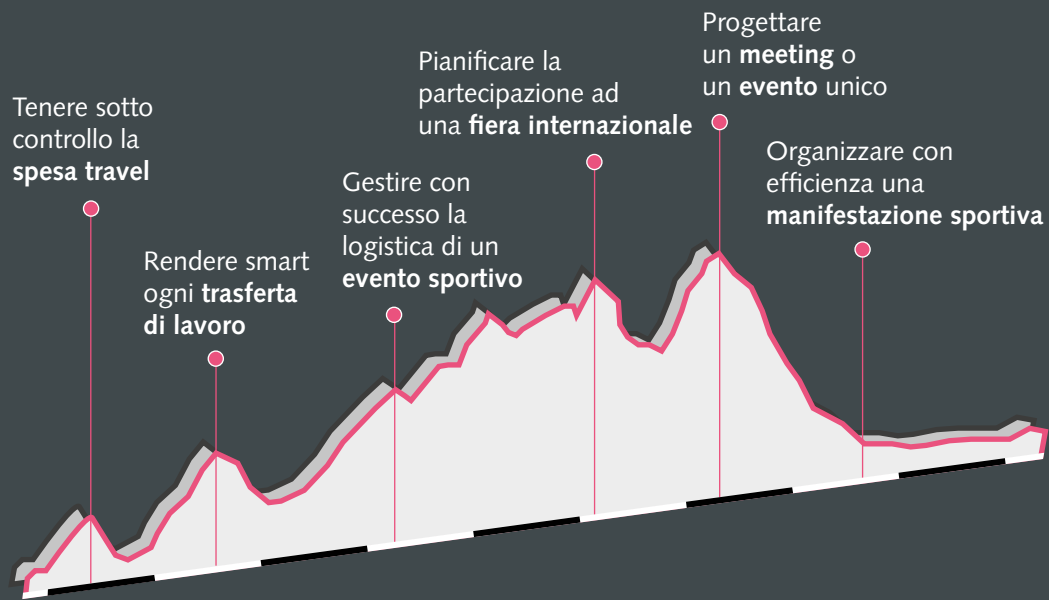 Tenere sotto
controllo la
spesa travel
Rendere smart
ogni trasferta
di lavoro
Gestire con
successo la
logistica di un
evento sportivo
Pianificare la
partecipazione ad
una fiera internazionale
Progettare
un meeting o
un evento unico
Organizzare con
efficienza una
manifestazione sportiva